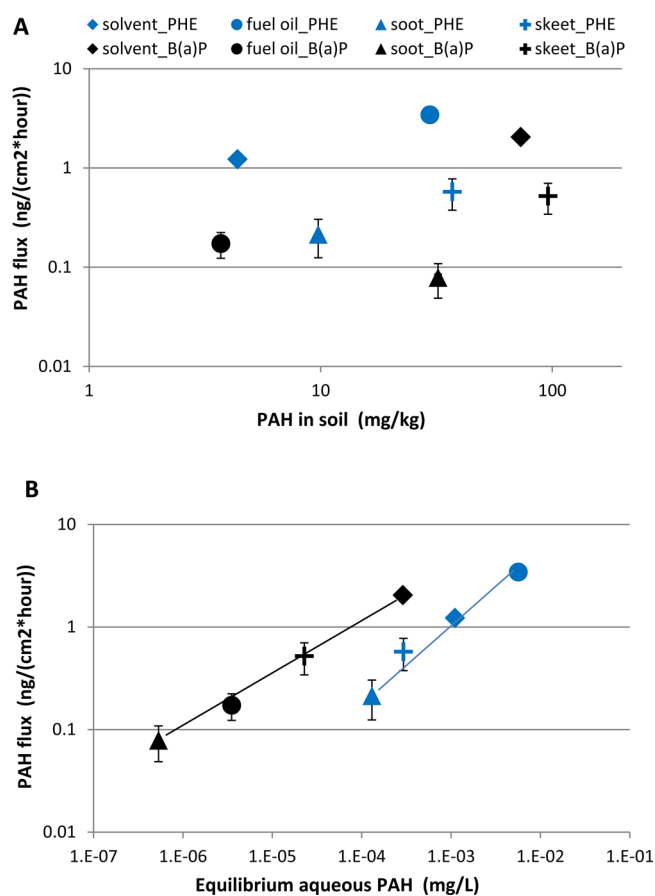 A
solvent_PHE fuel oil_PHE soot_PHE skeet_PHE
solvent_B(a)P fuel oil_B(a)P soot_B(a)P skeet_B(a)P
PAH flux (ng/(cm2*hour))
10
1
0.1
0.01
1 10 100
PAH in soil (mg/kg)
B
PAH flux (ng/(cm2*hour))
10
1
0.1
0.01
1.E-07 1.E-06 1.E-05 1.E-04 1.E-03 1.E-02 1.E-01
Equilibrium aqueous PAH (mg/L)